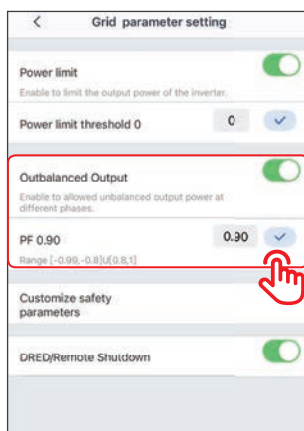 Grid parameter setting
Power limit
Enable to limit the output power of the inverter.
Power limit threshold 0
0
Outbalanced Output
Enable to allowed unbalanced output power at
different phases.
PF 0.90
0.90
Range [-0.99,-0.8]U[0.8,1]
Customize safety
parameters
DRED/Remote Shutdown